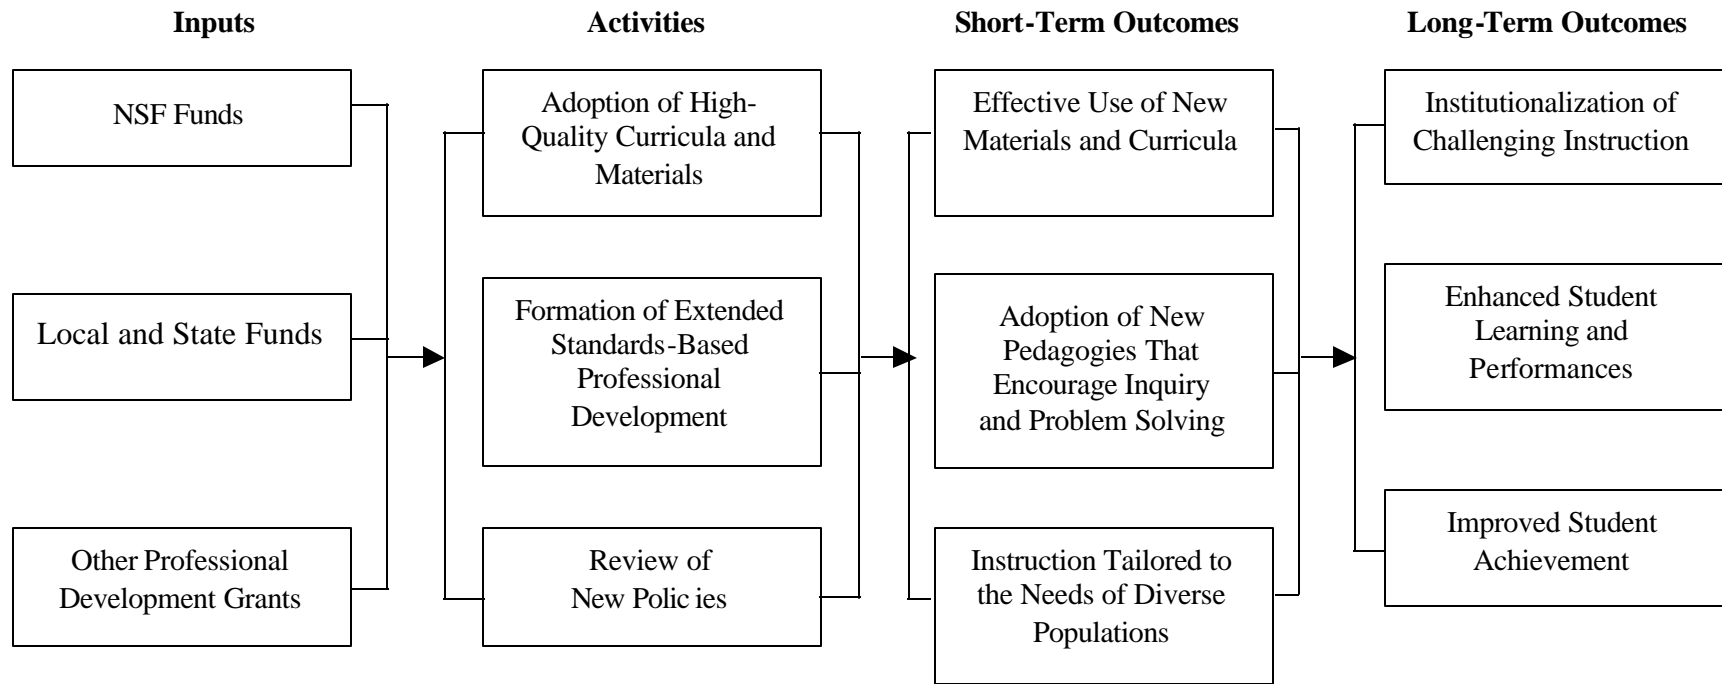 Inputs
Activities
Short-Term Outcomes
Long-Term Outcomes
NSF Funds
Local and State Funds
Other Professional
Development Grants
Adoption of High-
Quality Curricula and
Materials
Formation of Extended
Standards-Based
Professional
Development
Review of
New Polic ies
Effective Use of New
Materials and Curricula
Adoption of New
Pedagogies That
Encourage Inquiry
and Problem Solving
Instruction Tailored to
the Needs of Diverse
Populations
Institutionalization of
Challenging Instruction
Enhanced Student
Learning and
Performances
Improved Student
Achievement